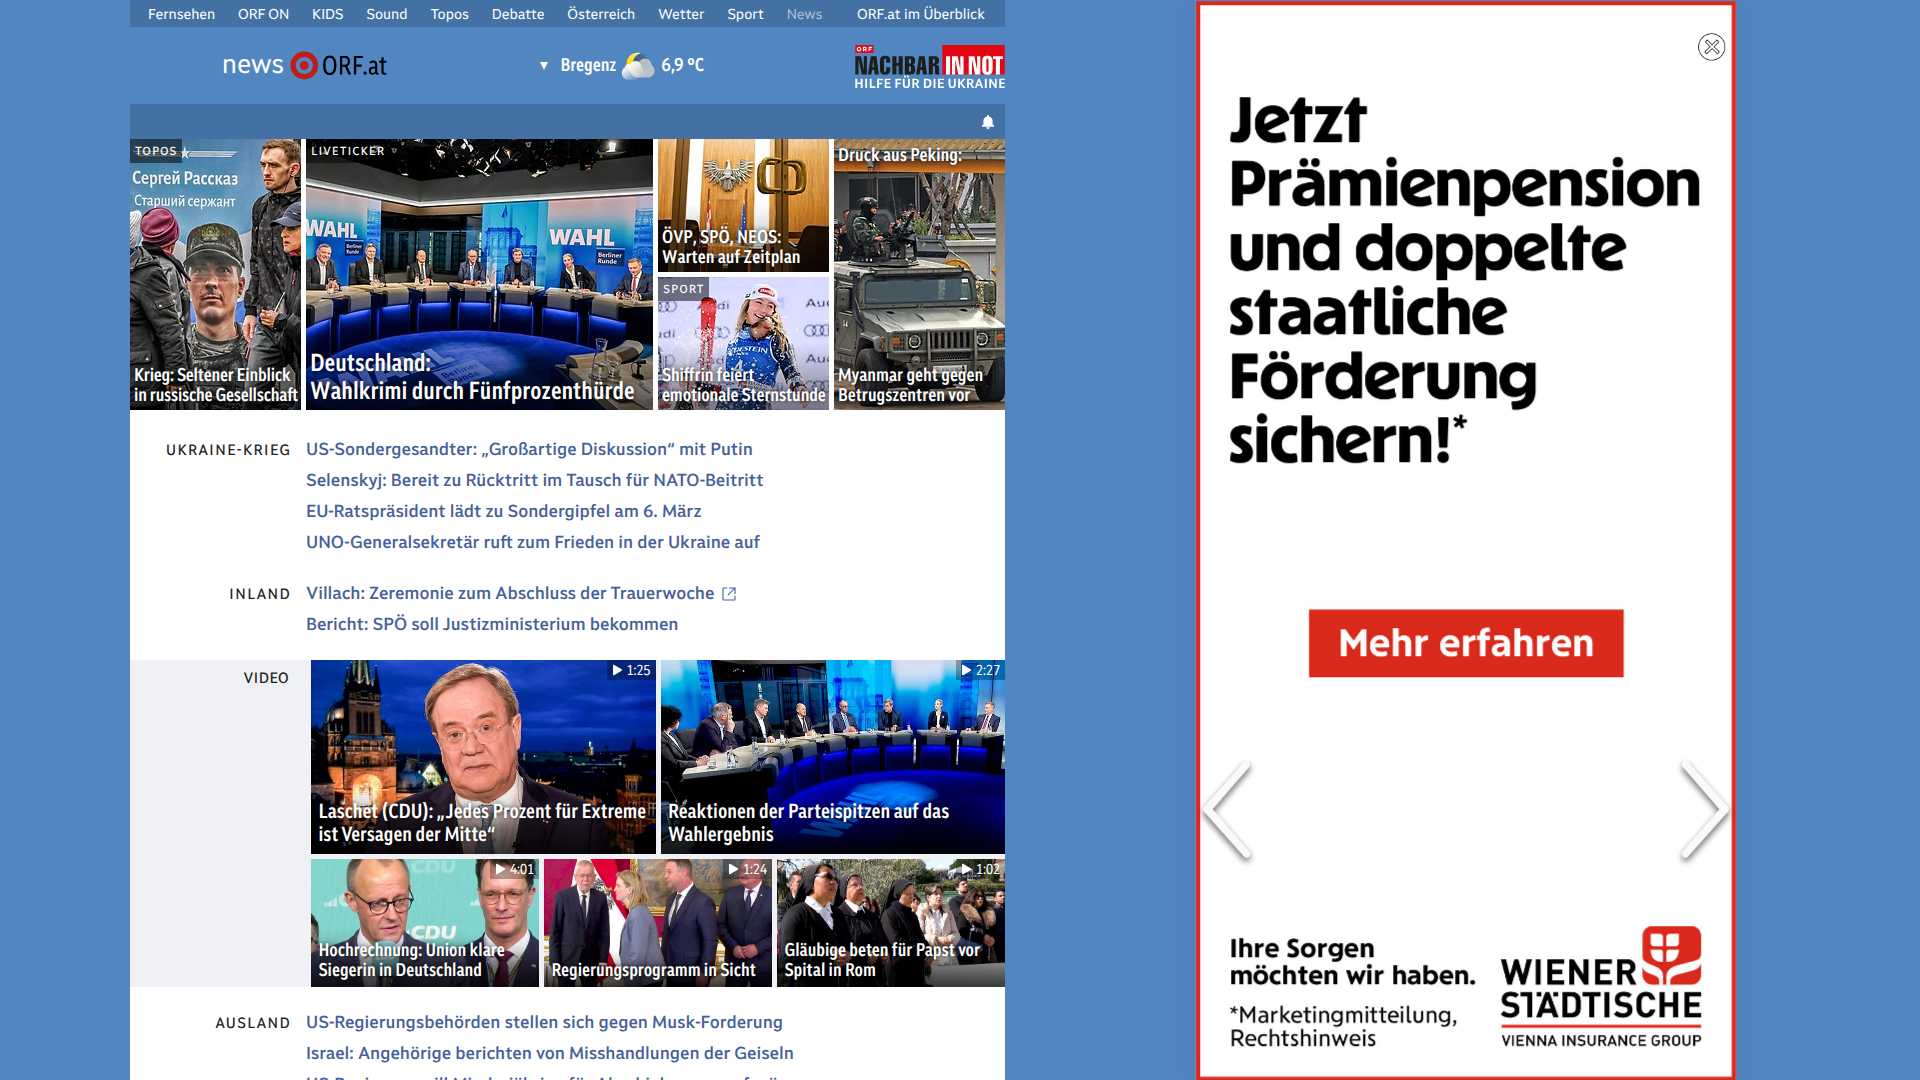 Fernsehen ORF ON KIDS Sound Topos Debatte Österreich Wetter Sport News ORF.at im Überblick
news ORF.at
Bregenz 6,9 °C
ORF
NACHBAR IN NOT
HILFE FÜR DIE UKRAINE
TOPOS
Сергей Рассказ
Старший сержант
Krieg: Seltener Einblick
in russische Gesellschaft
LIVETICKER
WAHL
Berliner
Runde
WAHL
Berliner
Runde
Deutschland:
Wahlkrimi durch Fünfprozenthürde
ÖVP, SPÖ, NEOS:
Warten auf Zeitplan
SPORT
Shiffrin feiert
emotionale Sternstunde
Druck aus Peking:
Myanmar geht gegen
Betrugszentren vor
UKRAINE-KRIEG
US-Sondergesandter: „Großartige Diskussion“ mit Putin
Selenskyj: Bereit zu Rücktritt im Tausch für NATO-Beitritt
EU-Ratspräsident lädt zu Sondergipfel am 6. März
UNO-Generalsekretär ruft zum Frieden in der Ukraine auf
INLAND
Villach: Zeremonie zum Abschluss der Trauerwoche
Bericht: SPÖ soll Justizministerium bekommen
VIDEO
1:25
Laschet (CDU): „Jedes Prozent für Extreme
ist Versagen der Mitte“
2:27
Reaktionen der Parteispitzen auf das
Wahlergebnis
4:01
CDU
CDU
Hochrechnung: Union klare
Siegerin in Deutschland
1:24
Regierungsprogramm in Sicht
1:02
Gläubige beten für Papst vor
Spital in Rom
AUSLAND
US-Regierungsbehörden stellen sich gegen Musk-Forderung
Israel: Angehörige berichten von Misshandlungen der Geiseln
Jetzt
Prämienpension
und doppelte
staatliche
Förderung
sichern!*
Mehr erfahren
Ihre Sorgen
möchten wir haben.
*Marketingmitteilung,
Rechtshinweis
WIENER
STÄDTISCHE
VIENNA INSURANCE GROUP